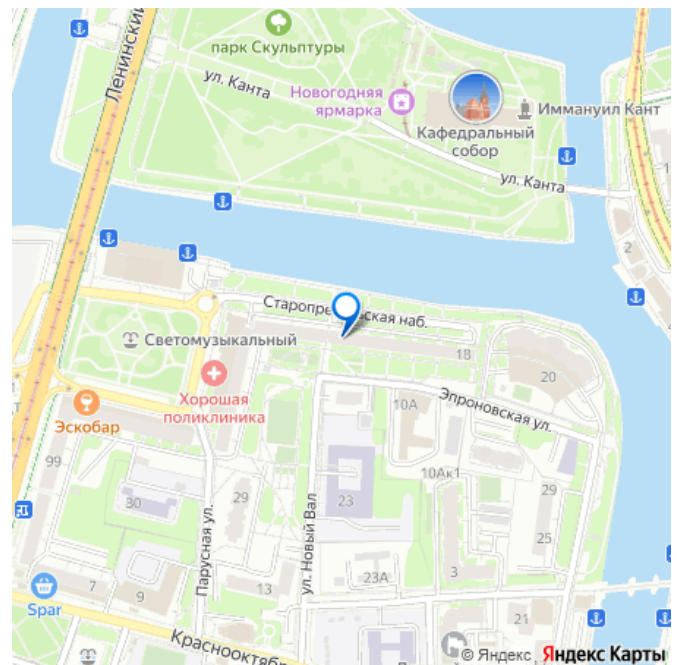 Ленинский
парк Скульптуры
ул. Канта
Новогодняя
ярмарка
Иммануил Кант
Кафедральный
собор
ул. Канта
2
наб.
Светомузыкальный
18
20
Хорошая
поликлиника
Эпроновская ул.
10А
Эскобар
99
10Ак1
30
29
23
29
25
Парусная ул.
ул. Новый Вал
23А
3
7
9
13
Spar
21
© Яндекс
Яндекс Карты